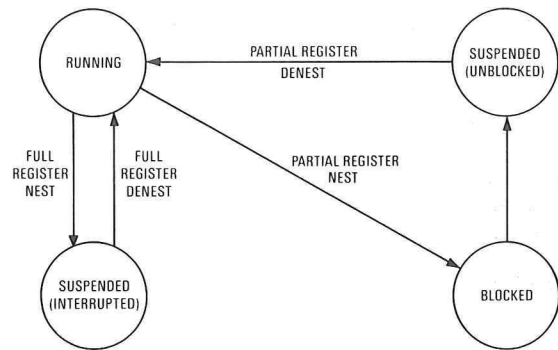 RUNNING
PARTIAL REGISTER
DENEST
SUSPENDED
(UNBLOCKED)
FULL
REGISTER
NEST
FULL
REGISTER
DENEST
PARTIAL REGISTER
NEST
SUSPENDED
(INTERRUPTED)
BLOCKED